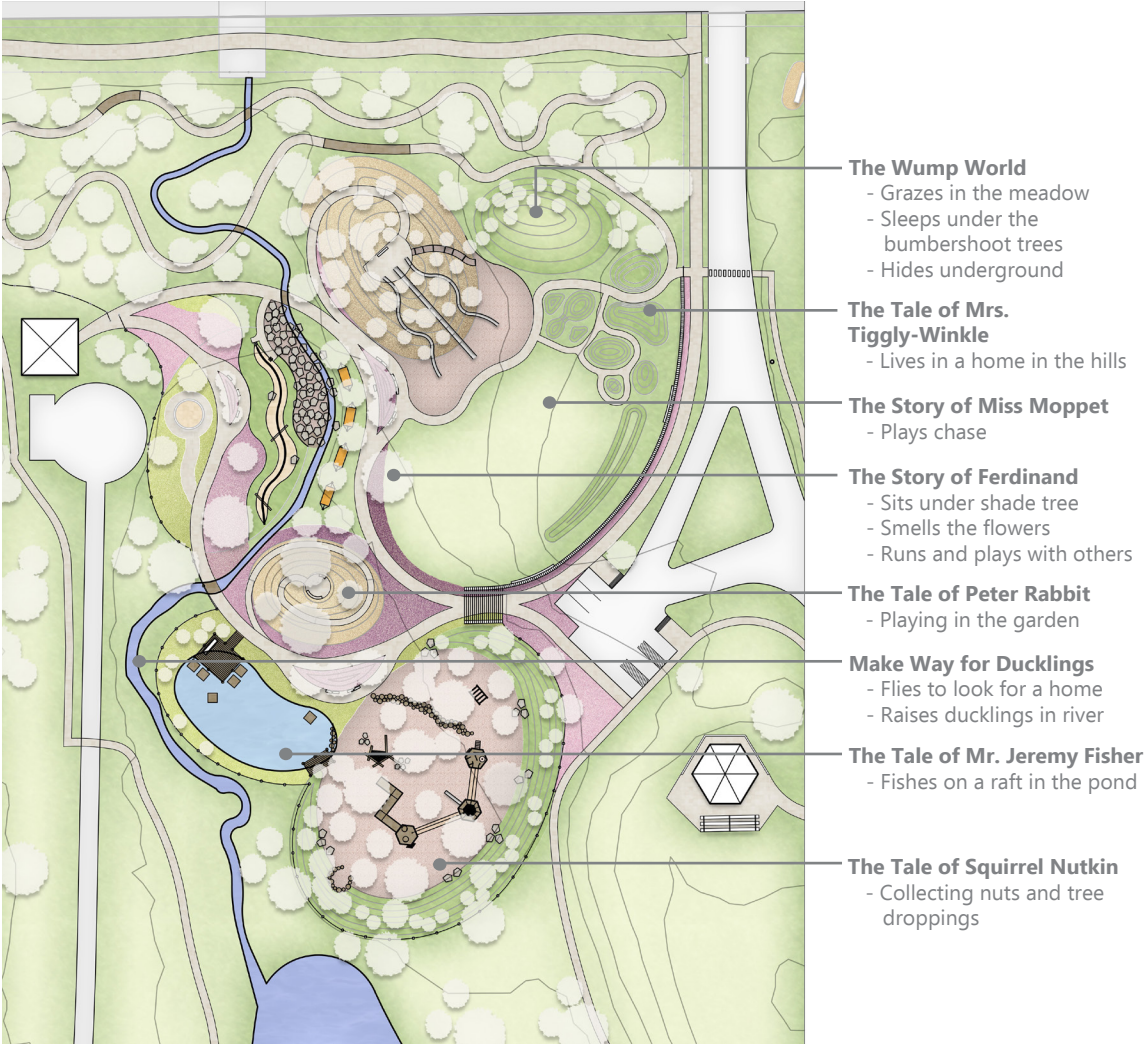 The Wump World
- Grazes in the meadow
- Sleeps under the
bumbershoot trees
- Hides underground
The Tale of Mrs.
Tiggly-Winkle
- Lives in a home in the hills
The Story of Miss Moppet
- Plays chase
The Story of Ferdinand
- Sits under shade tree
- Smells the flowers
- Runs and plays with others
The Tale of Peter Rabbit
- Playing in the garden
Make Way for Ducklings
- Flies to look for a home
- Raises ducklings in river
The Tale of Mr. Jeremy Fisher
- Fishes on a raft in the pond
The Tale of Squirrel Nutkin
- Collecting nuts and tree
droppings